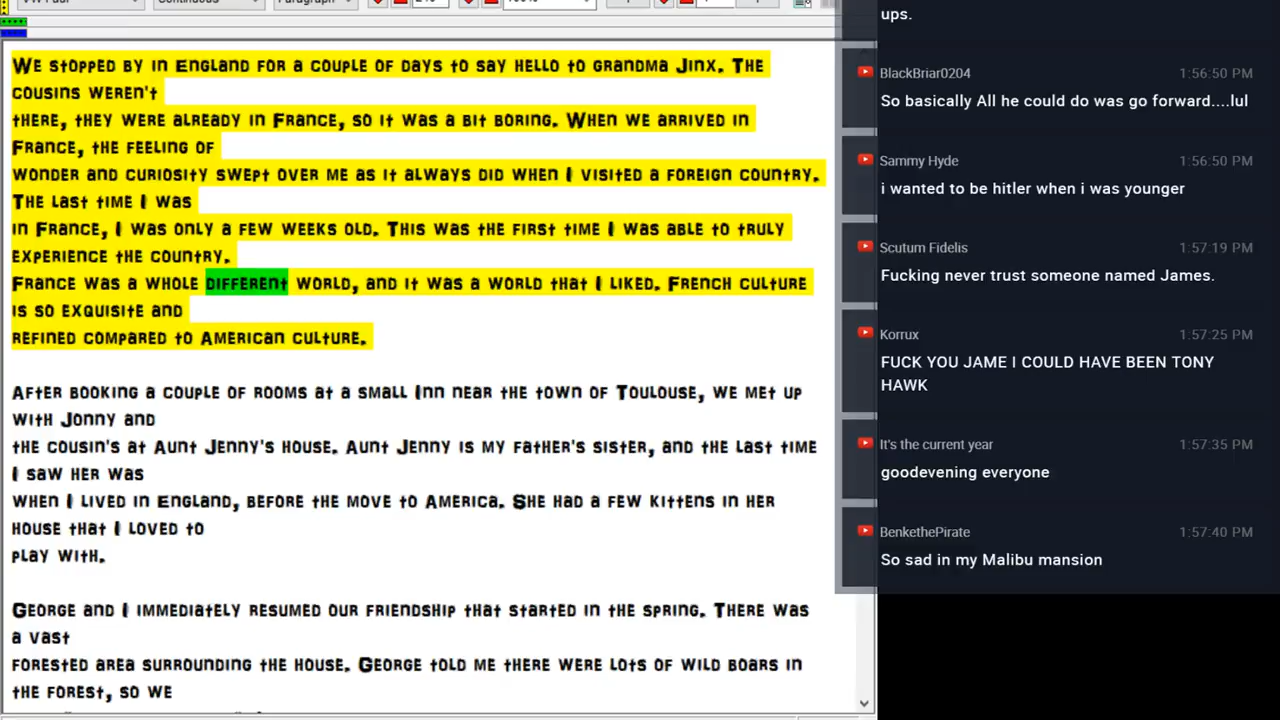 We stopped by in England for a couple of days to say hello to grandma Jinx. The
cousins weren't
there, they were already in France, so it was a bit boring. When we arrived in
France, the feeling of
wonder and curiosity swept over me as it always did when I visited a foreign country.
The last time I was
in France, I was only a few weeks old. This was the first time I was able to truly
experience the country.
France was a whole different world, and it was a world that I liked. French culture
is so exquisite and
refined compared to American culture.
After booking a couple of rooms at a small Inn near the town of Toulouse, we met up
with Jonny and
the cousin's at Aunt Jenny's house. Aunt Jenny is my father's sister, and the last time
I saw her was
when I lived in England, before the move to America. She had a few kittens in her
house that I loved to
play with.
George and I immediately resumed our friendship that started in the spring. There was
a vast
forested area surrounding the house. George told me there were lots of wild boars in
the forest, so we
ups.
BlackBriar0204 1:56:50 PM
So basically All he could do was go forward....lul
Sammy Hyde 1:56:50 PM
i wanted to be hitler when i was younger
Scutum Fidelis 1:57:19 PM
Fucking never trust someone named James.
Korrux 1:57:25 PM
FUCK YOU JAME I COULD HAVE BEEN TONY
HAWK
It's the current year 1:57:35 PM
goodevening everyone
BenkethePirate 1:57:40 PM
So sad in my Malibu mansion